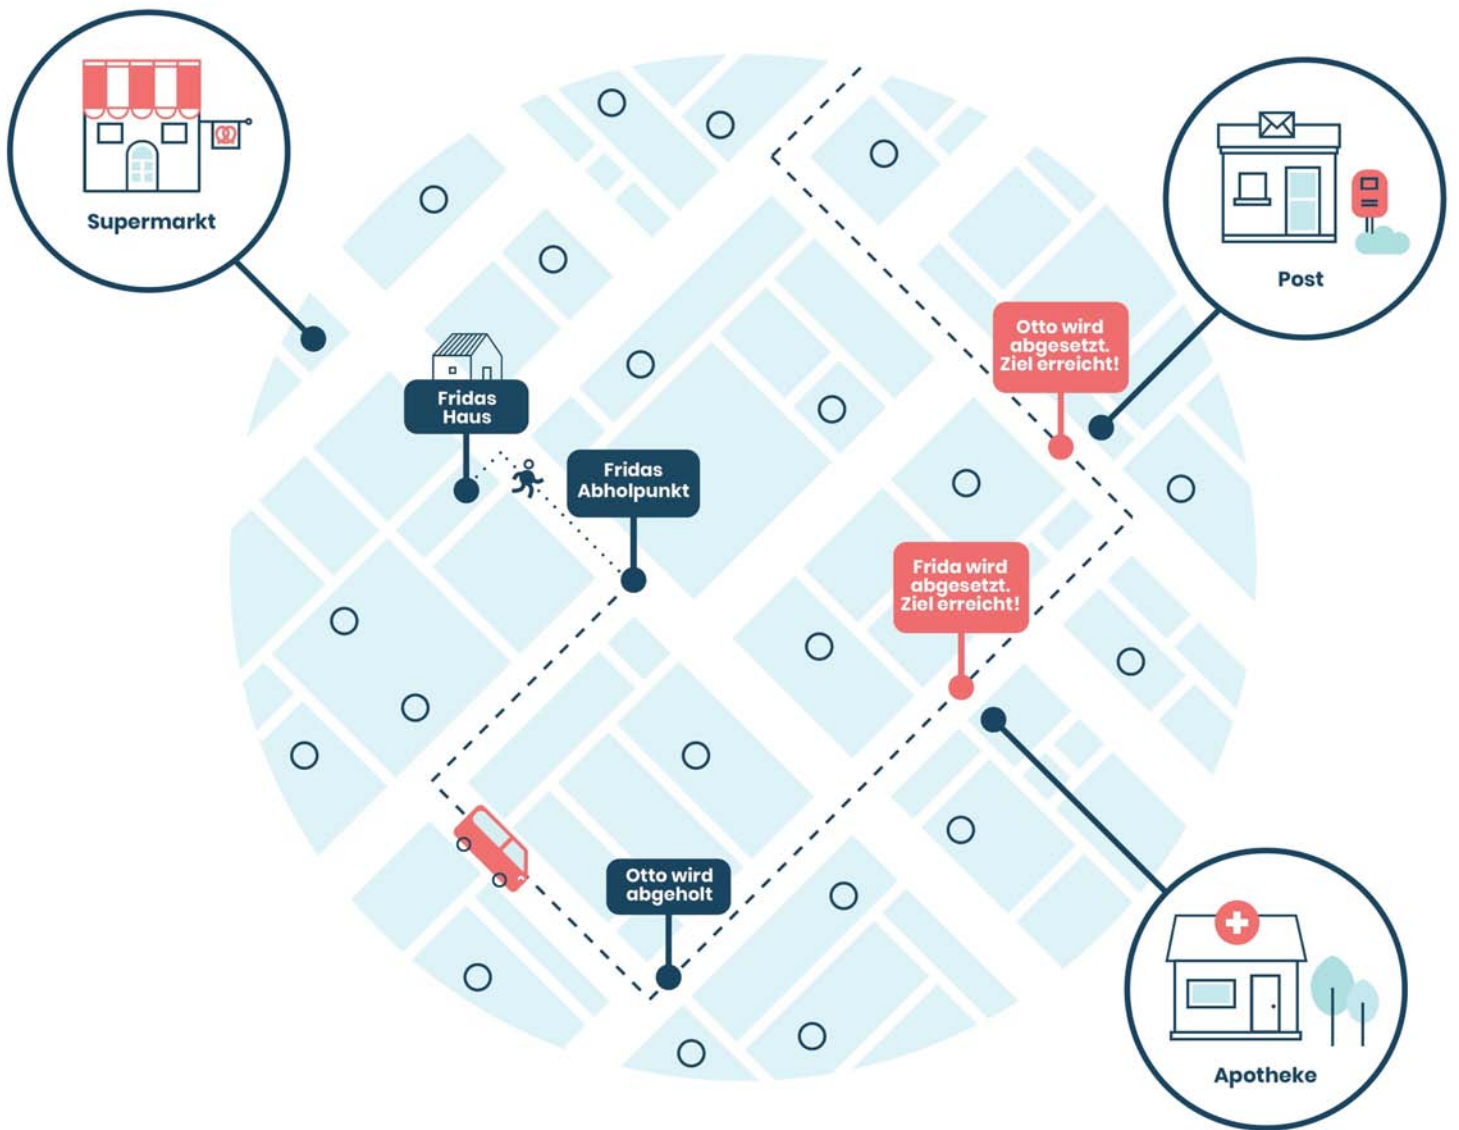 Supermarkt
Post
Otto wird
abgesetzt.
Ziel erreicht!
Fridas
Haus
Fridas
Abholpunkt
Frida wird
abgesetzt.
Ziel erreicht!
Otto wird
abgeholt
Apotheke